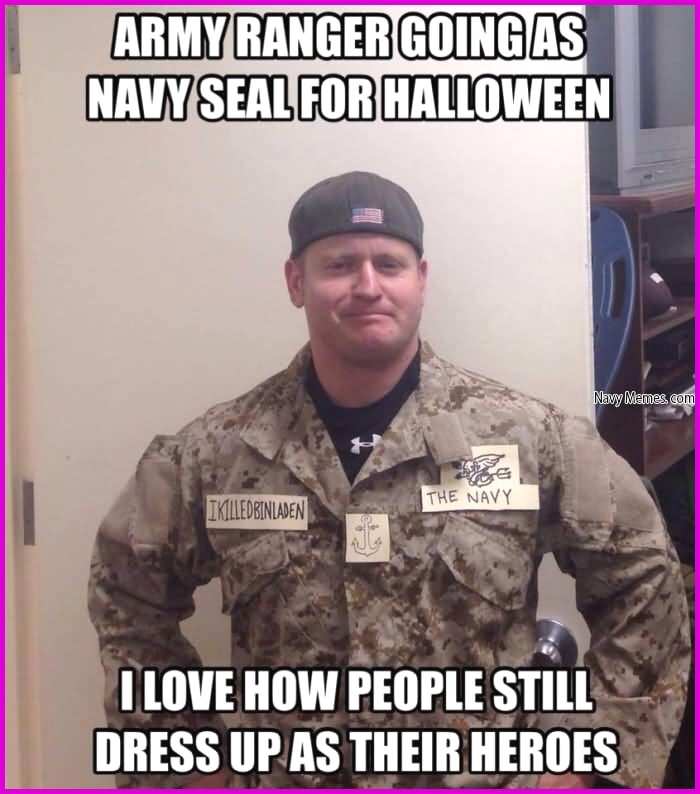 ARMY RANGER GOING AS
NAVY SEAL FOR HALLOWEEN
Navy Memes.com
IKILLEDBINLADEN
THE NAVY
I LOVE HOW PEOPLE STILL
DRESS UP AS THEIR HEROES